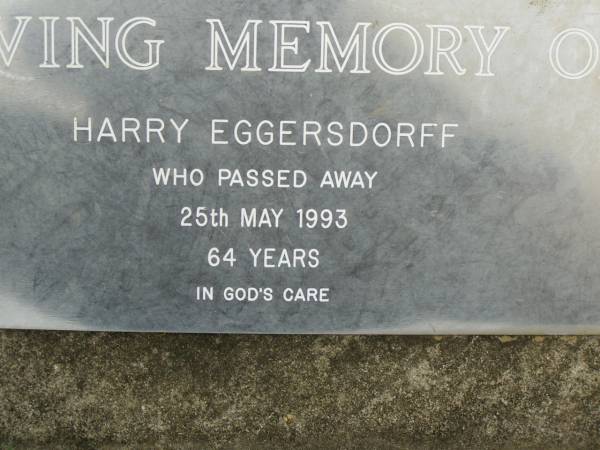 VING MEMORY O
HARRY EGGERSDORFF
WHO PASSED AWAY
25th MAY 1993
64 YEARS
IN GOD'S CARE